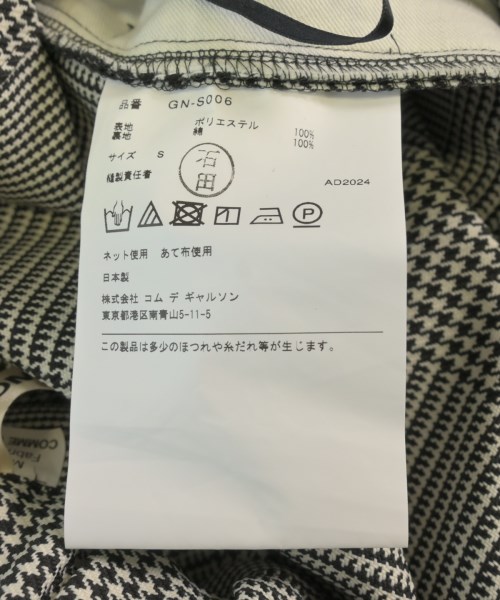 品番 GN-S006
表地 ポリエステル 100%
裏地 綿 100%
サイズ S
縫製責任者 石田
AD2024
P
ネット使用 あて布使用
日本製
株式会社 コム デ ギャルソン
東京都港区南青山5-11-5
この製品は多少のほつれや糸だれ等が生じます。
COMME